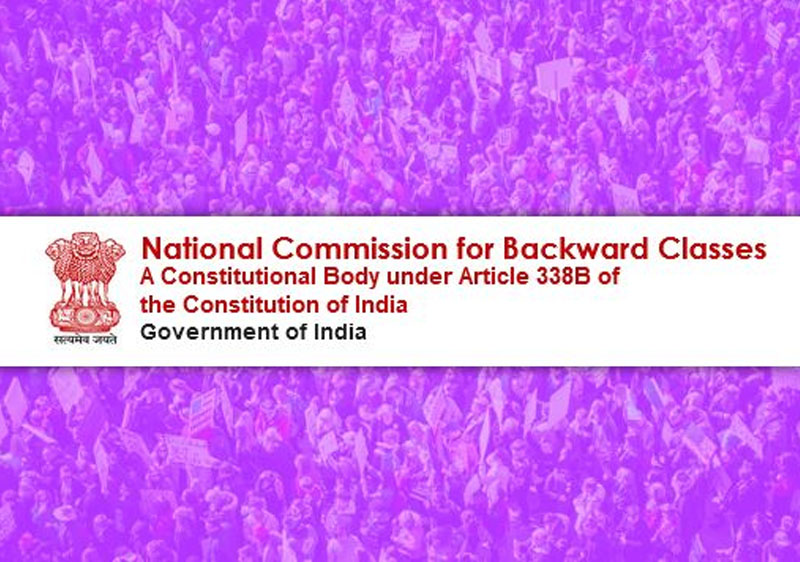 National Commission for Backward Classes
A Constitutional Body under Article 338B of
the Constitution of India
Government of India
सत्यमेव जयते